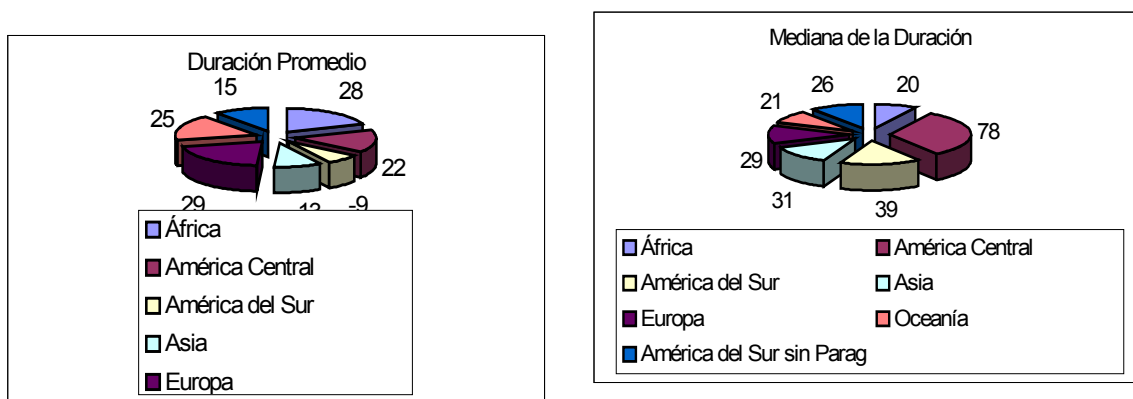 Duración Promedio
15
28
25
22
29
-9
África
América Central
América del Sur
Asia
Europa
Mediana de la Duración
26
20
21
78
29
31
39
África
América Central
América del Sur
Asia
Europa
Oceanía
América del Sur sin Parag